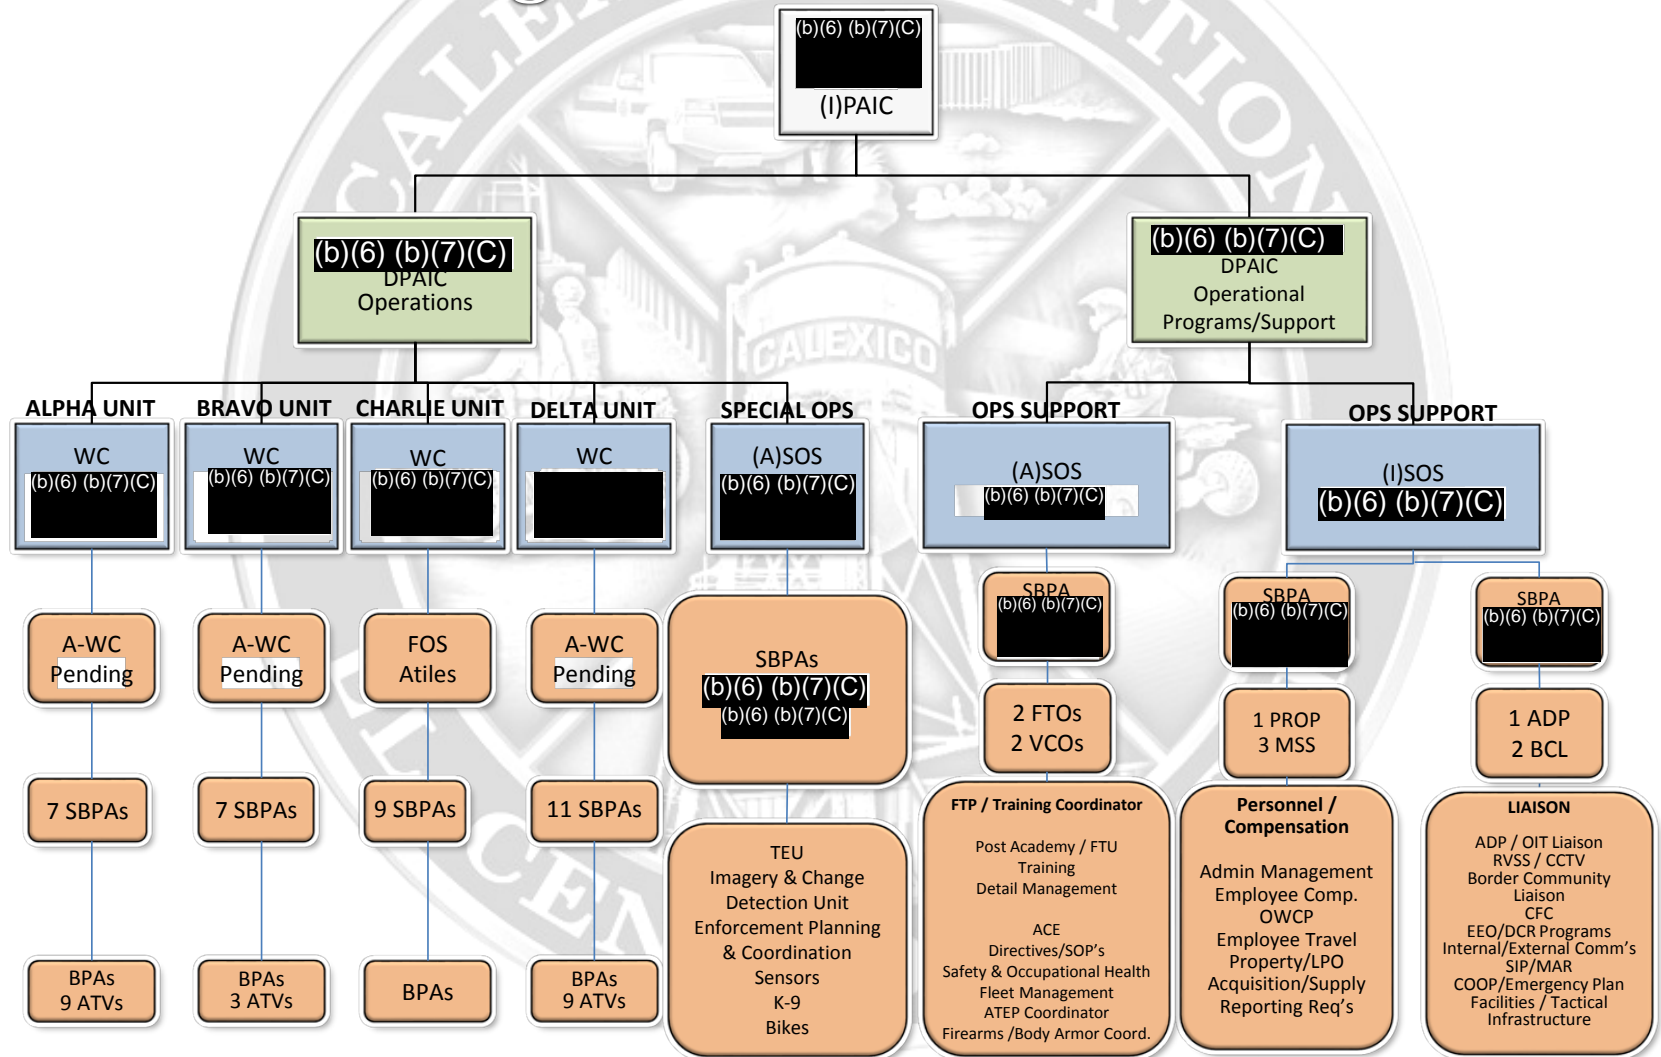 (b)(6) (b)(7)(C)
(I)PAIC
(b)(6) (b)(7)(C)
DPAIC
Operations
(b)(6) (b)(7)(C)
DPAIC
Operational
Programs/Support
ALPHA UNIT
WC
(b)(6) (b)(7)(C)
A-WC
Pending
7 SBPAs
BPAs
9 ATVs
BRAVO UNIT
WC
(b)(6) (b)(7)(C)
A-WC
Pending
7 SBPAs
BPAs
3 ATVs
CHARLIE UNIT
WC
(b)(6) (b)(7)(C)
FOS
Atiles
9 SBPAs
BPAs
DELTA UNIT
WC
A-WC
Pending
11 SBPAs
BPAs
9 ATVs
SPECIAL OPS
(A)SOS
(b)(6) (b)(7)(C)
SBPAs
(b)(6) (b)(7)(C)
(b)(6) (b)(7)(C)
TEU
Imagery & Change
Detection Unit
Enforcement Planning
& Coordination
Sensors
K-9
Bikes
OPS SUPPORT
(A)SOS
(b)(6) (b)(7)(C)
SBPA
(b)(6) (b)(7)(C)
2 FTOs
2 VCOs
FTP / Training Coordinator
Post Academy / FTU
Training
Detail Management
ACE
Directives/SOP's
Safety & Occupational Health
Fleet Management
ATEP Coordinator
Firearms /Body Armor Coord.
OPS SUPPORT
(I)SOS
(b)(6) (b)(7)(C)
SBPA
(b)(6) (b)(7)(C)
1 PROP
3 MSS
Personnel /
Compensation
Admin Management
Employee Comp.
OWCP
Employee Travel
Property/LPO
Acquisition/Supply
Reporting Req's
SBPA
(b)(6) (b)(7)(C)
1 ADP
2 BCL
LIAISON
ADP / OIT Liaison
RVSS / CCTV
Border Community
Liaison
CFC
EEO/DCR Programs
Internal/External Comm's
SIP/MAR
COOP/Emergency Plan
Facilities / Tactical
Infrastructure
CALEXICO